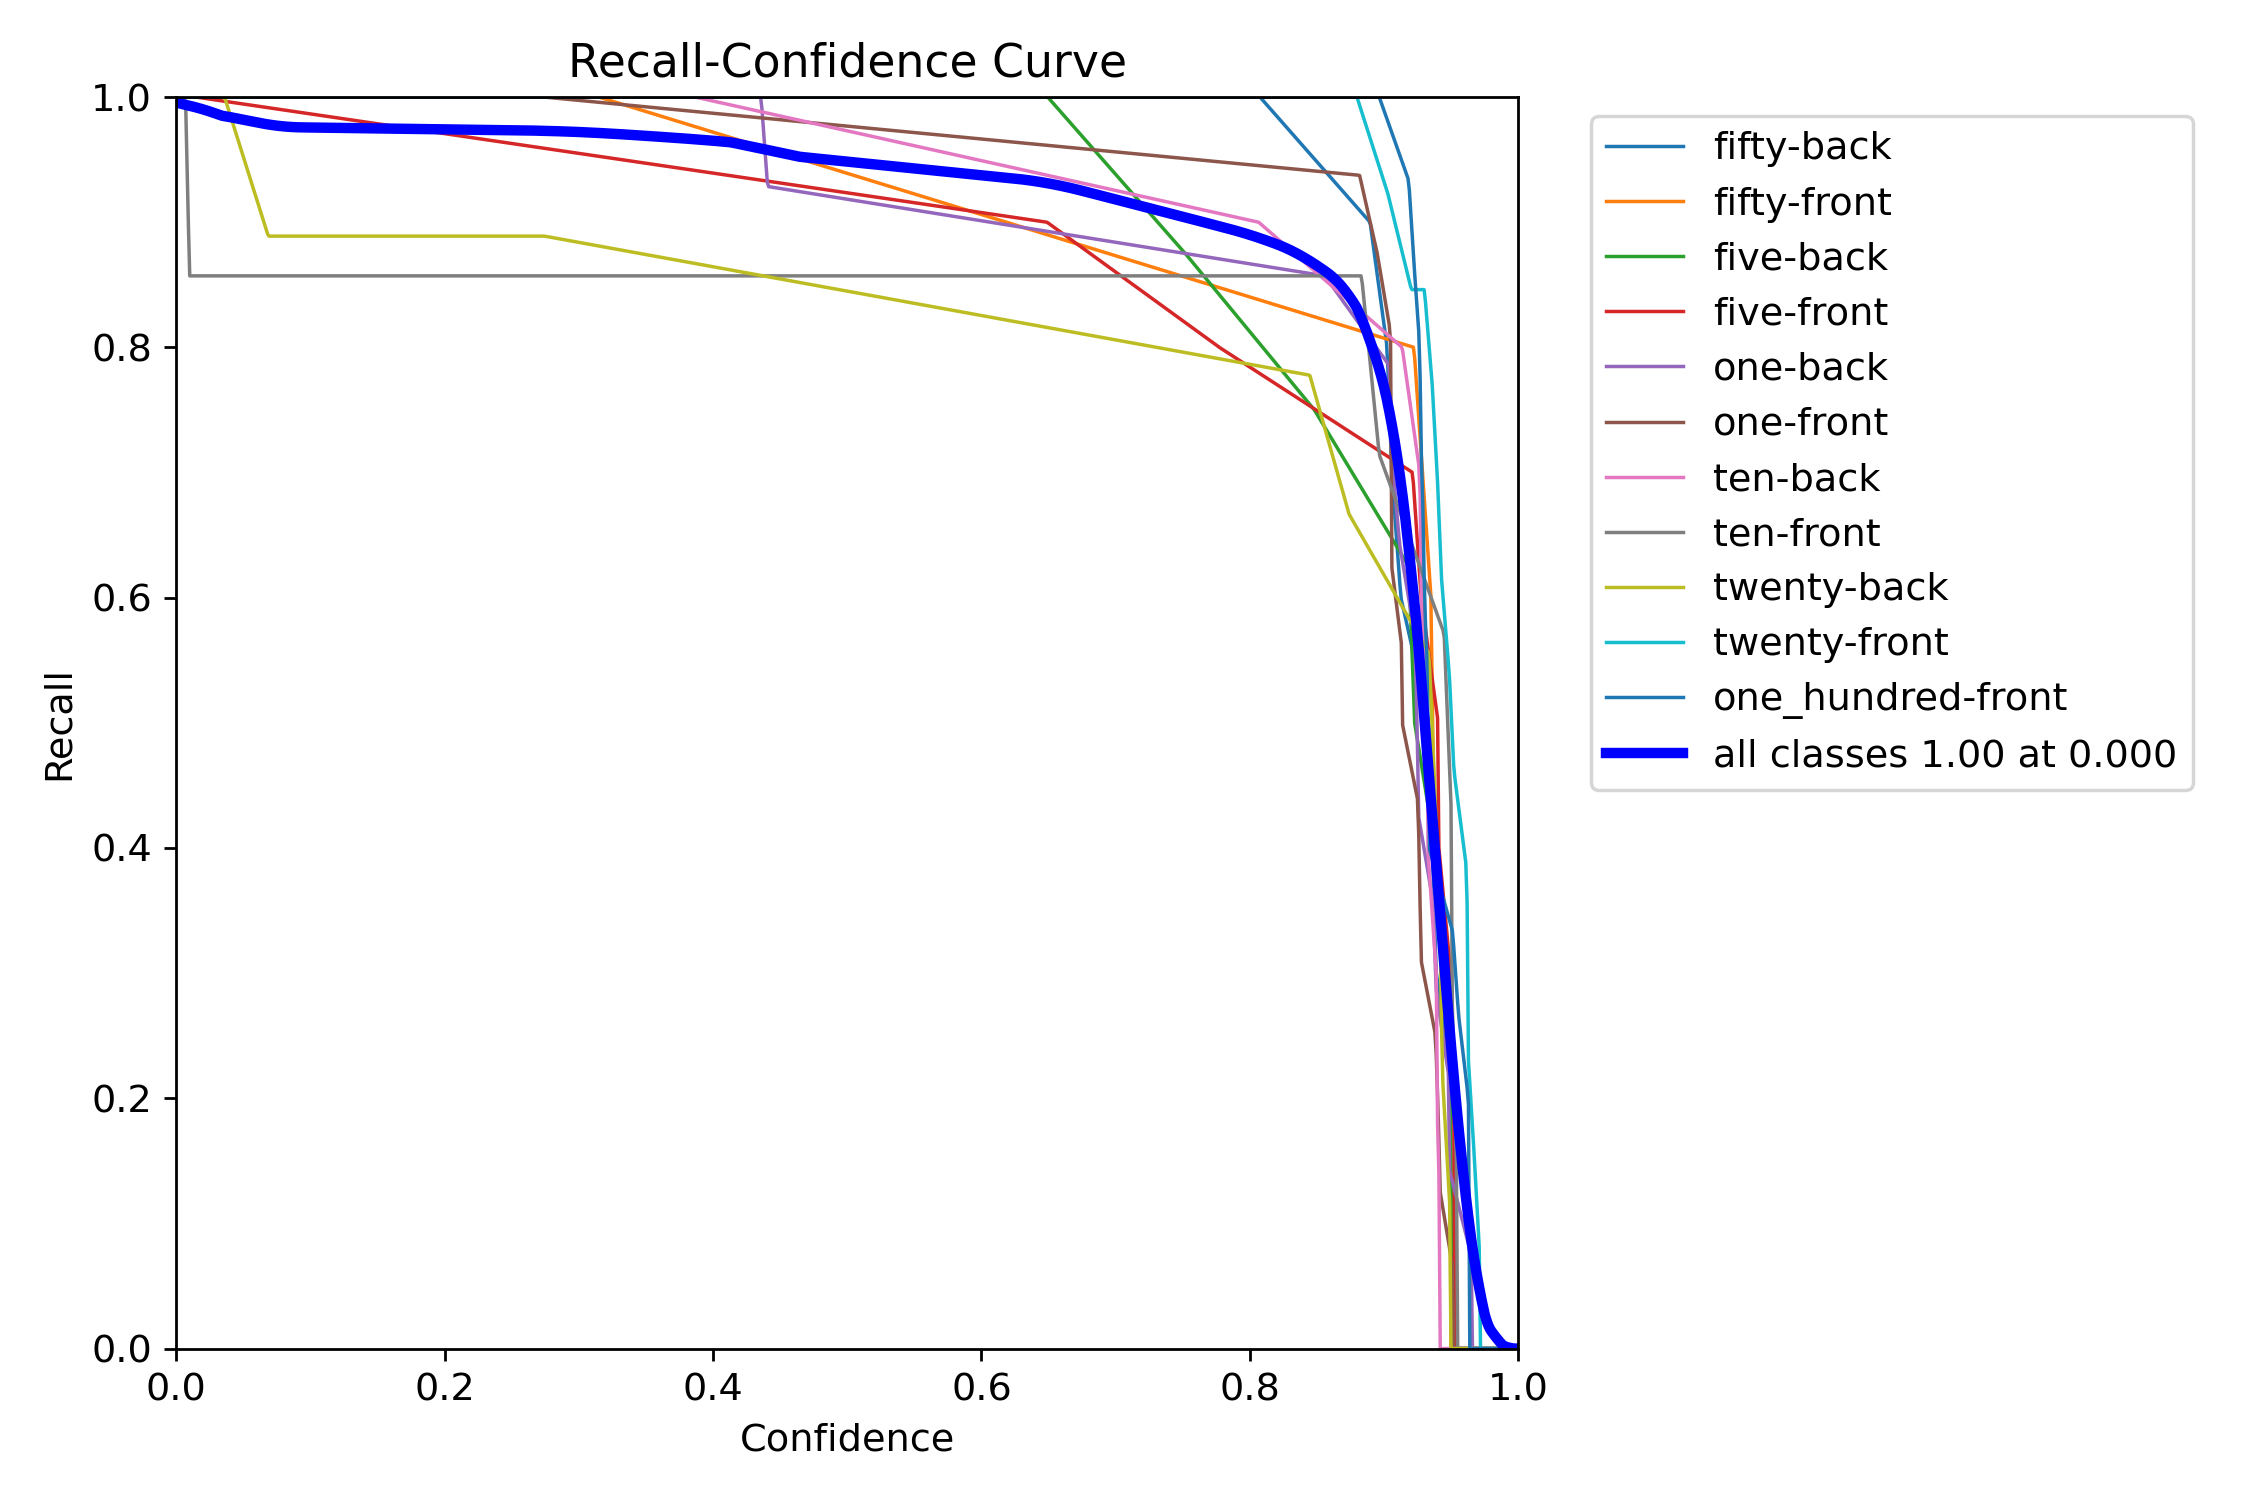 Recall-Confidence Curve
1.0
0.8
0.6
0.4
0.2
0.0
Recall
0.0 0.2 0.4 0.6 0.8 1.0
Confidence
fifty-back
fifty-front
five-back
five-front
one-back
one-front
ten-back
ten-front
twenty-back
twenty-front
one_hundred-front
all classes 1.00 at 0.000